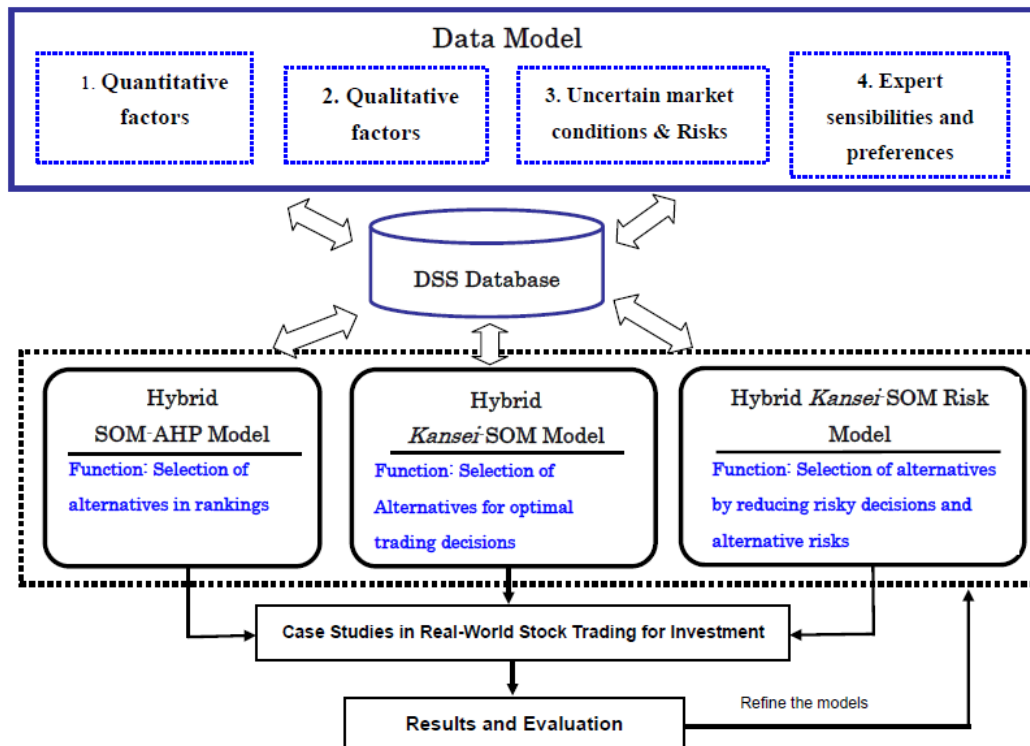 Data Model
1. Quantitative
factors
2. Qualitative
factors
3. Uncertain market
conditions & Risks
4. Expert
sensibilities and
preferences
DSS Database
Hybrid
SOM-AHP Model
Function: Selection of
alternatives in rankings
Hybrid
Kansei-SOM Model
Function: Selection of
Alternatives for optimal
trading decisions
Hybrid Kansei-SOM Risk
Model
Function: Selection of alternatives
by reducing risky decisions and
alternative risks
Case Studies in Real-World Stock Trading for Investment
Results and Evaluation
Refine the models